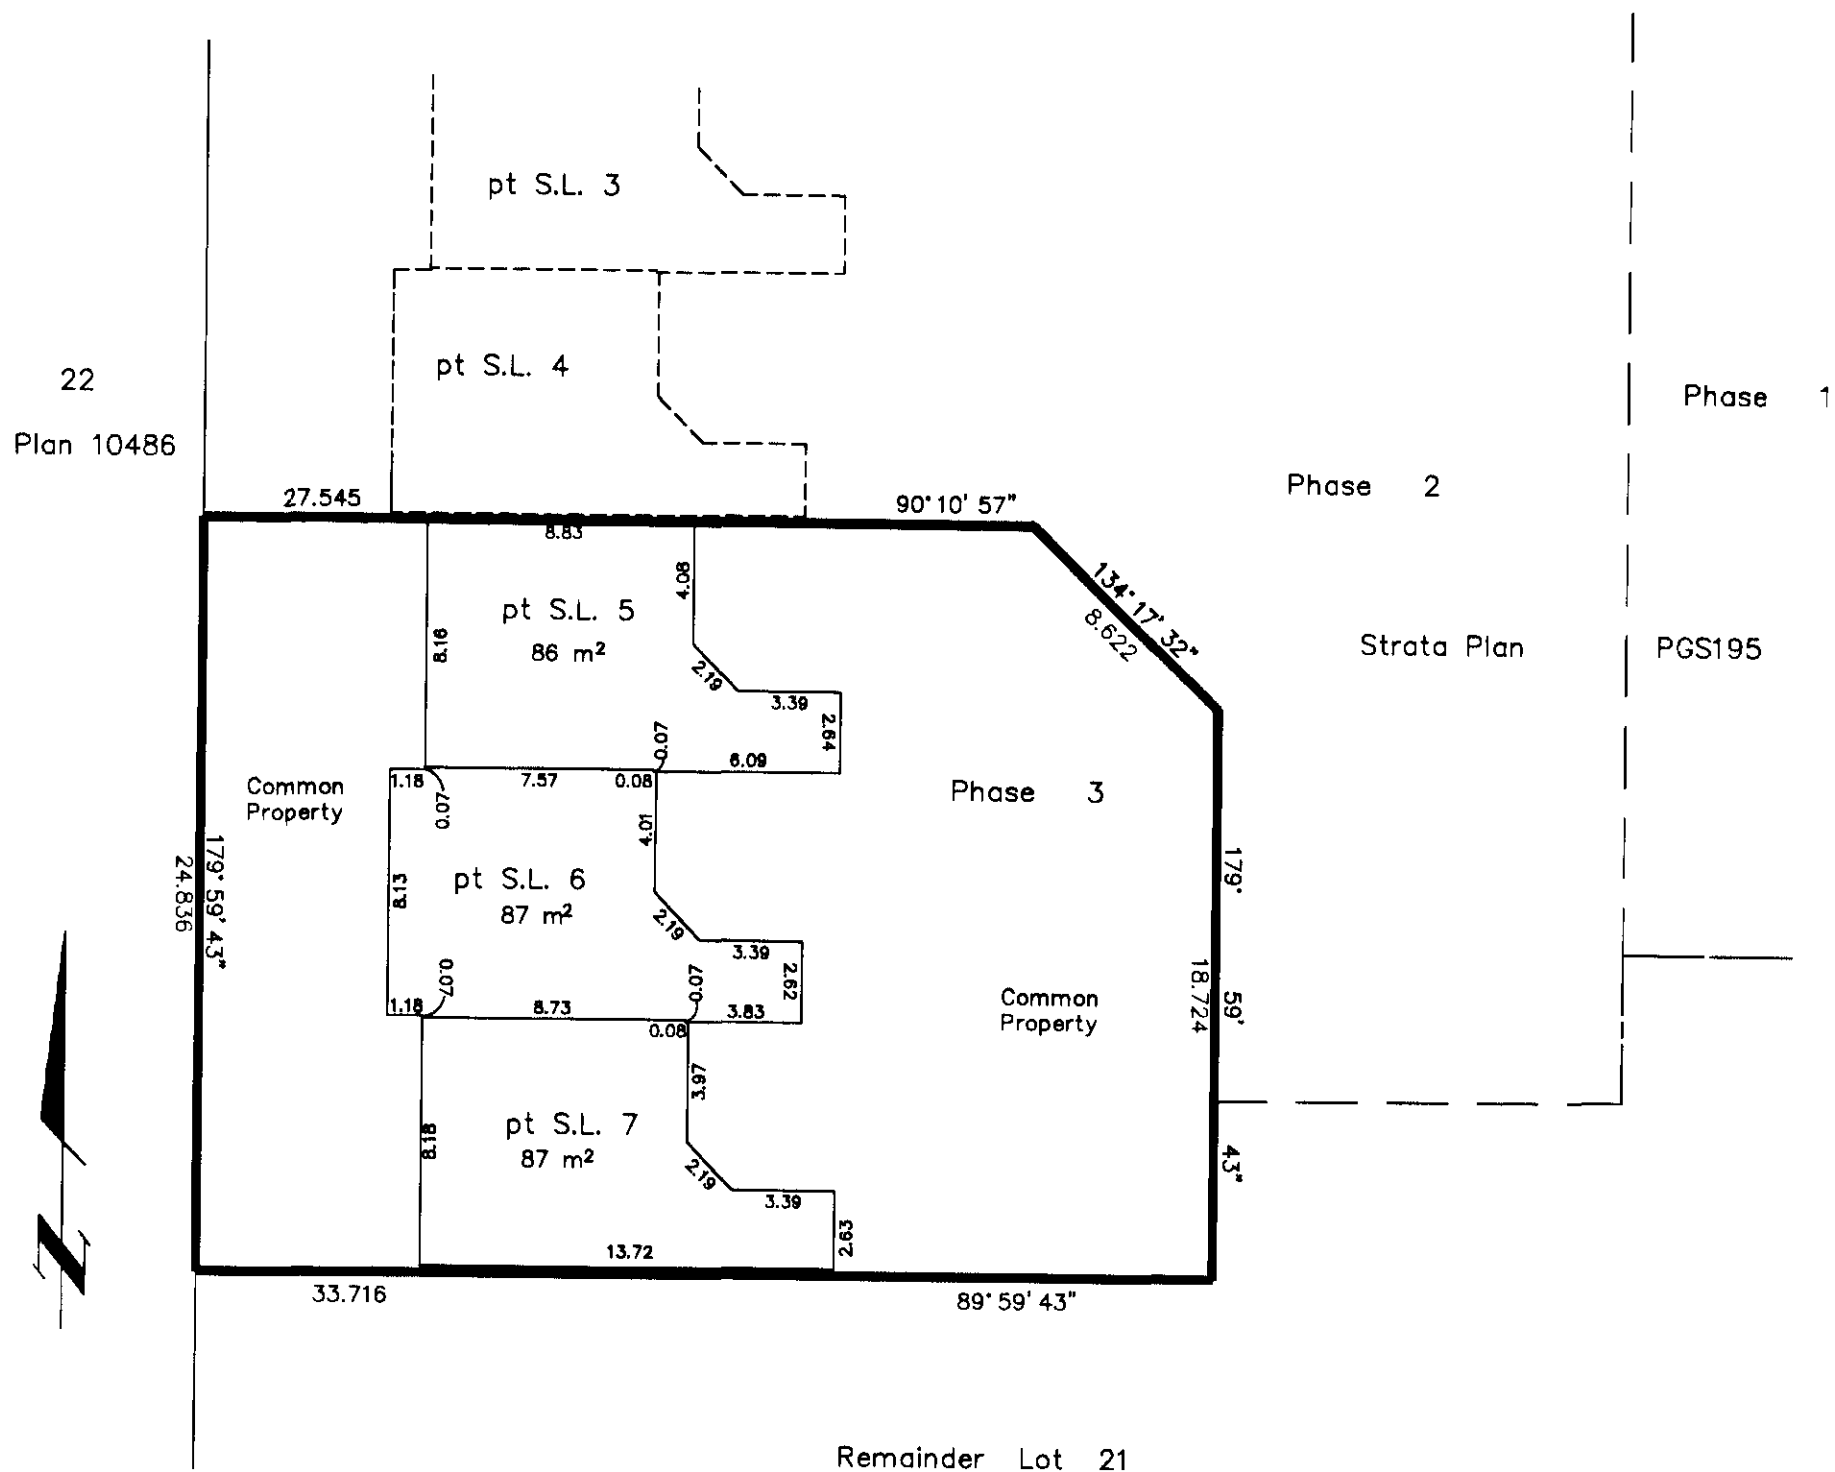 pt S.L. 3
pt S.L. 4
22
Plan 10486
Phase 1
Phase 2
27.545
90° 10' 57"
8.83
4.08
134° 17' 32"
8.622
pt S.L. 5
86 m²
8.16
2.19
3.39
2.64
Strata Plan
PGS195
0.07
6.09
1.18
7.57
0.08
0.07
Common
Property
Phase 3
4.01
179° 59' 43"
24.836
8.13
pt S.L. 6
87 m²
2.19
3.39
2.62
179° 59' 43"
18.724
0.07
0.07
1.18
8.73
0.08
3.83
Common
Property
3.97
pt S.L. 7
87 m²
8.18
2.19
3.39
2.63
13.72
33.716
89° 59' 43"
N
Remainder Lot 21